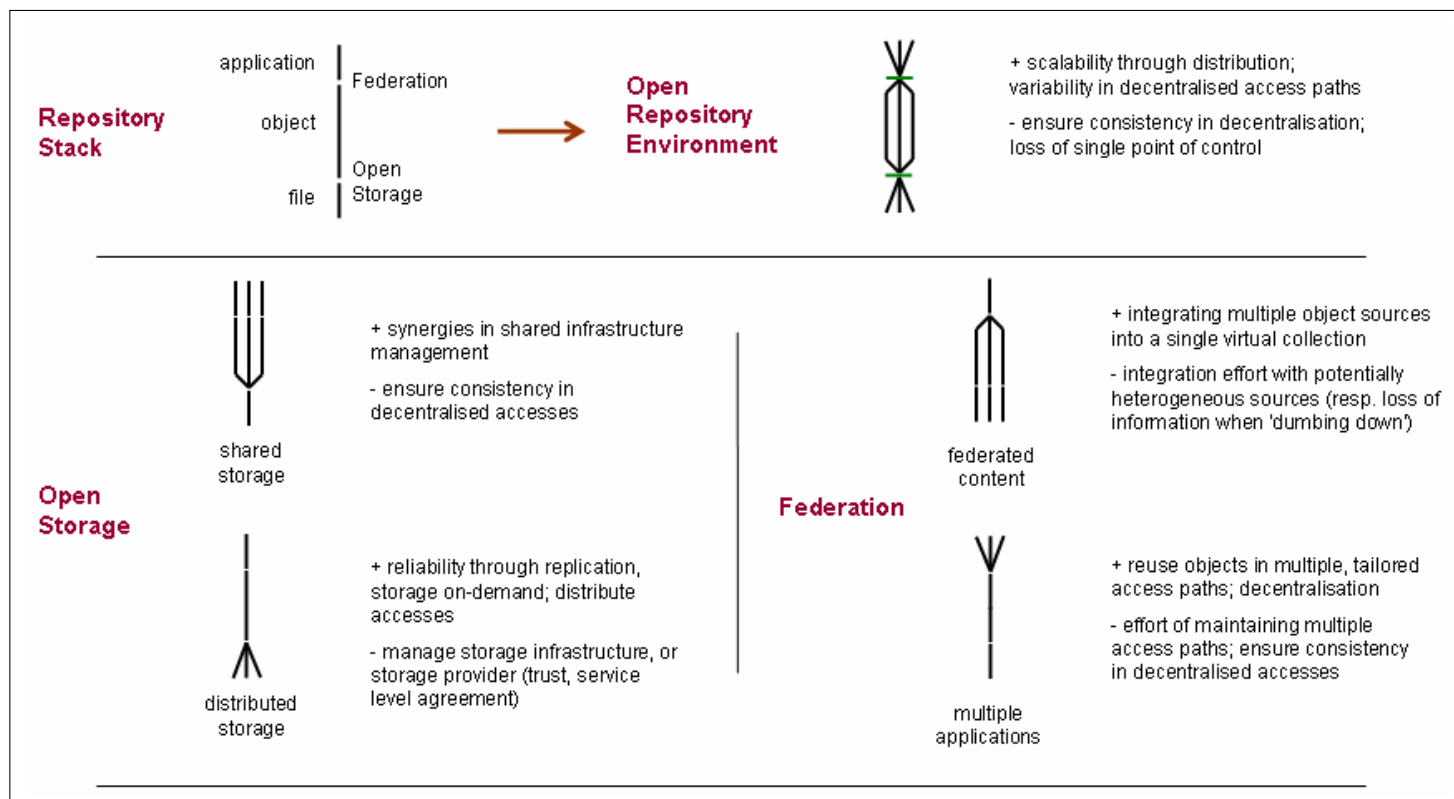 application
Federation
Repository
Stack
object
Open
Storage
file
Open
Repository
Environment
+ scalability through distribution;
variability in decentralised access paths
- ensure consistency in decentralisation;
loss of single point of control
Open
Storage
shared
storage
+ synergies in shared infrastructure
management
- ensure consistency in
decentralised accesses
distributed
storage
+ reliability through replication,
storage on-demand; distribute
accesses
- manage storage infrastructure, or
storage provider (trust, service
level agreement)
Federation
federated
content
+ integrating multiple object sources
into a single virtual collection
- integration effort with potentially
heterogeneous sources (resp. loss of
information when 'dumbing down')
multiple
applications
+ reuse objects in multiple, tailored
access paths; decentralisation
- effort of maintaining multiple
access paths; ensure consistency
in decentralised accesses